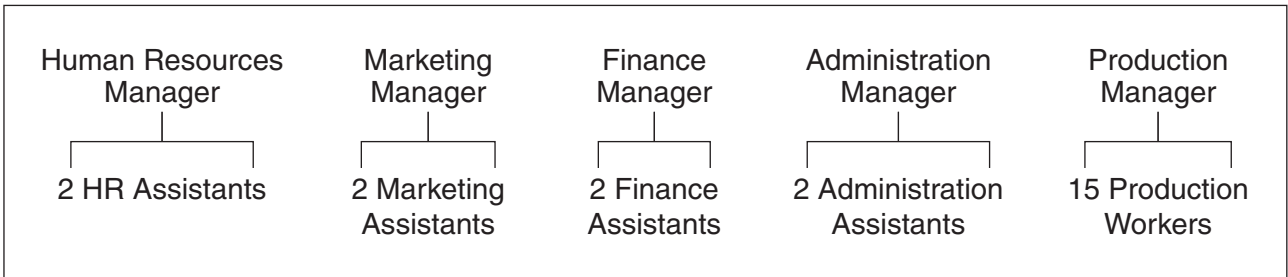 Human Resources Manager
Marketing Manager
Finance Manager
Administration Manager
Production Manager
2 HR Assistants
2 Marketing Assistants
2 Finance Assistants
2 Administration Assistants
15 Production Workers